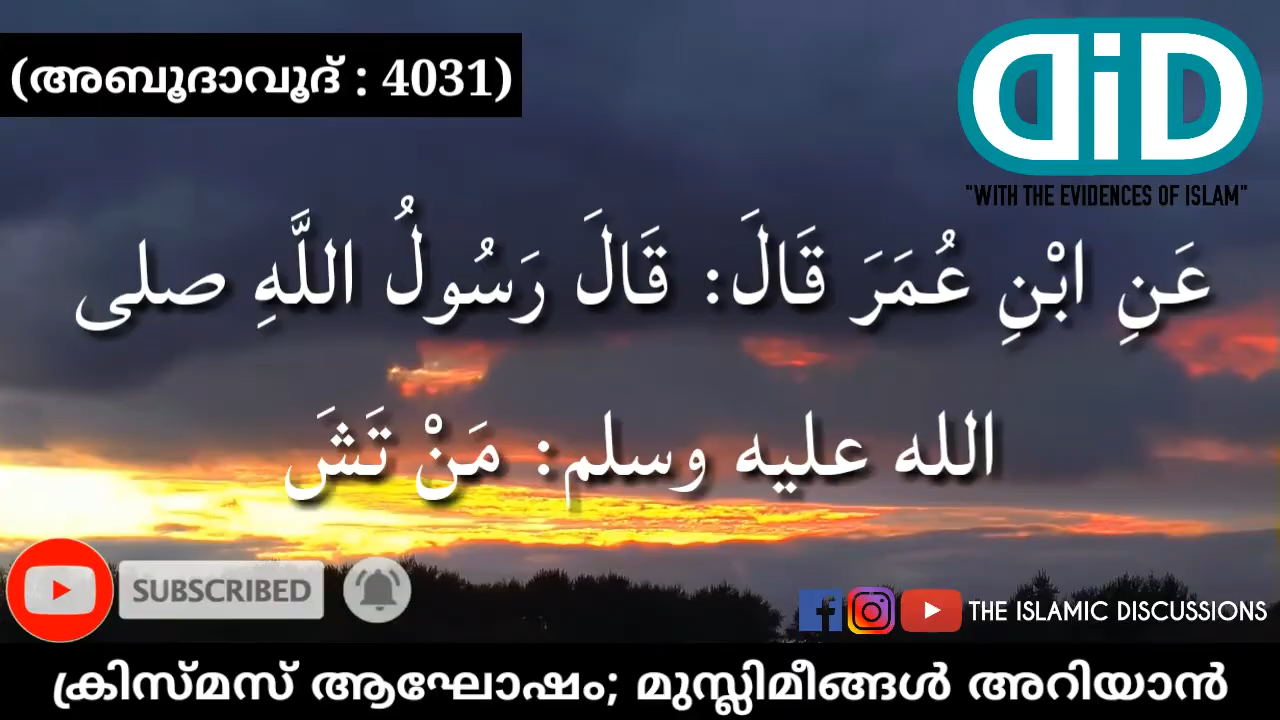 (അബൂദാവൂദ് : 4031)
DiD
"WITH THE EVIDENCES OF ISLAM"
عَنِ ابْنِ عُمَرَ قَالَ: قَالَ رَسُولُ اللَّهِ صلى
الله عليه وسلم: مَنْ تَشَ
SUBSCRIBED
THE ISLAMIC DISCUSSIONS
ക്രിസ്മസ് ആഘോഷം; മുസ്ലിമീങ്ങൾ അറിയാൻ